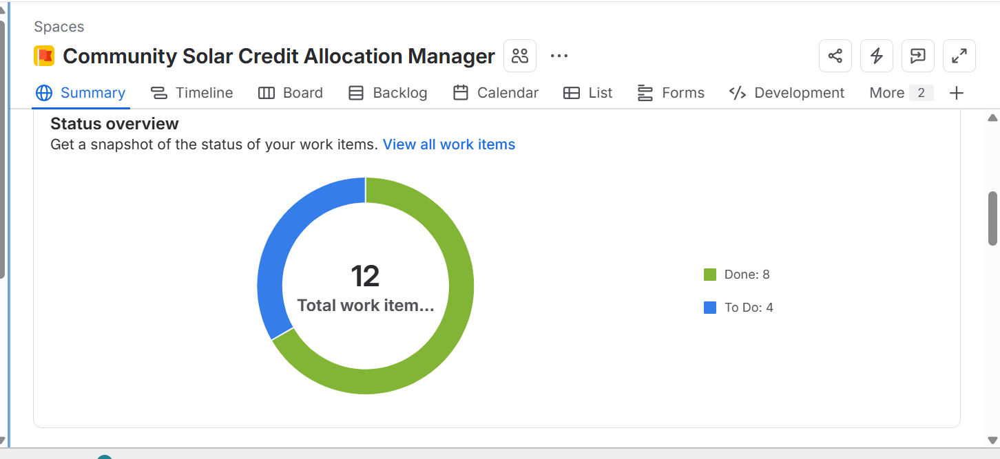 Spaces
Community Solar Credit Allocation Manager
Summary Timeline Board Backlog Calendar List Forms Development More 2
Status overview
Get a snapshot of the status of your work items. View all work items
12
Total work item...
Done: 8
To Do: 4